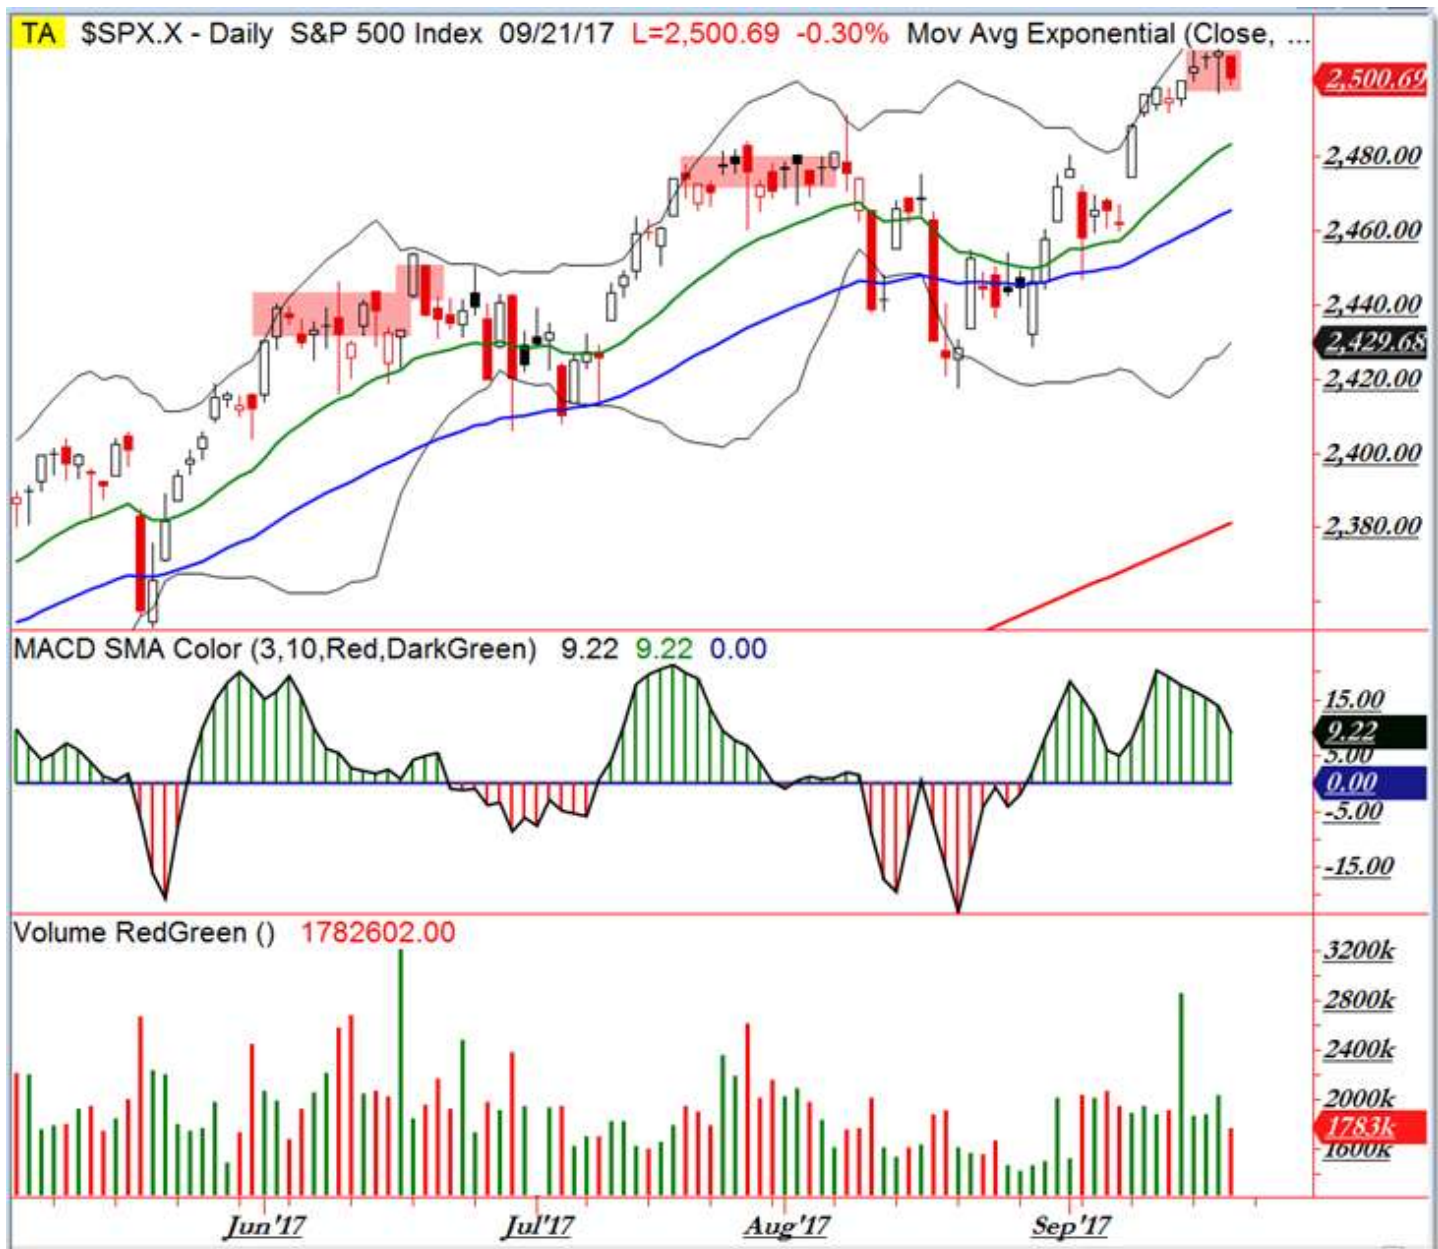 TA $SPX.X - Daily S&P 500 Index 09/21/17 L=2,500.69 -0.30% Mov Avg Exponential (Close, ...
2,500.69
2,480.00
2,460.00
2,440.00
2,429.68
2,420.00
2,400.00
2,380.00
MACD SMA Color (3,10,Red,DarkGreen) 9.22 9.22 0.00
15.00
9.22
5.00
0.00
-5.00
-15.00
Volume RedGreen () 1782602.00
3200k
2800k
2400k
2000k
1783k
1600k
Jun'17 Jul'17 Aug'17 Sep'17